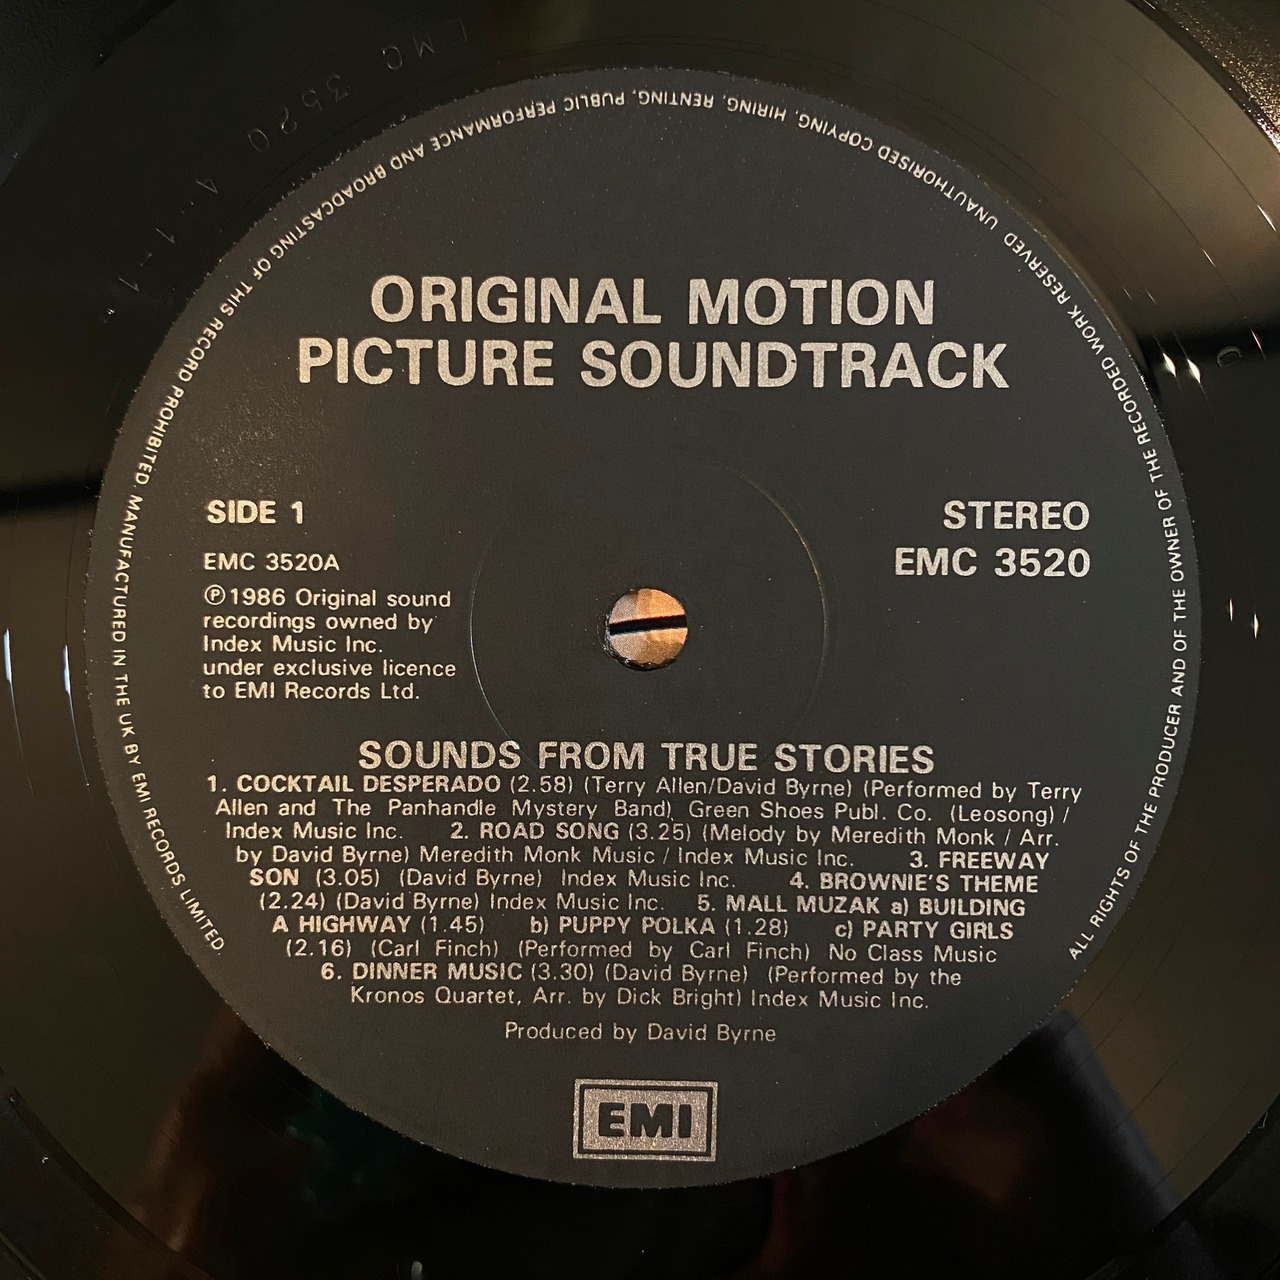 EMC 3520 A-1-1-1
ORIGINAL MOTION
PICTURE SOUNDTRACK
SIDE 1
EMC 3520A
℗1986 Original sound
recordings owned by
Index Music Inc.
under exclusive licence
to EMI Records Ltd.
STEREO
EMC 3520
SOUNDS FROM TRUE STORIES
1. COCKTAIL DESPERADO (2.58) (Terry Allen/David Byrne) (Performed by Terry
Allen and The Panhandle Mystery Band) Green Shoes Publ. Co. (Leosong) /
Index Music Inc. 2. ROAD SONG (3.25) (Melody by Meredith Monk / Arr.
by David Byrne) Meredith Monk Music / Index Music Inc. 3. FREEWAY
SON (3.05) (David Byrne) Index Music Inc. 4. BROWNIE'S THEME
(2.24) (David Byrne) Index Music Inc. 5. MALL MUZAK a) BUILDING
A HIGHWAY (1.45) b) PUPPY POLKA (1.28) c) PARTY GIRLS
(2.16) (Carl Finch) (Performed by Carl Finch) No Class Music
6. DINNER MUSIC (3.30) (David Byrne) (Performed by the
Kronos Quartet, Arr. by Dick Bright) Index Music Inc.
Produced by David Byrne
EMI
ALL RIGHTS OF THE PRODUCER AND OF THE OWNER OF THE RECORDED WORK RESERVED UNAUTHORISED COPYING, HIRING, RENTING, PUBLIC PERFORMANCE AND BROADCASTING OF THIS RECORD PROHIBITED. MANUFACTURED IN THE UK BY EMI RECORDS LIMITED